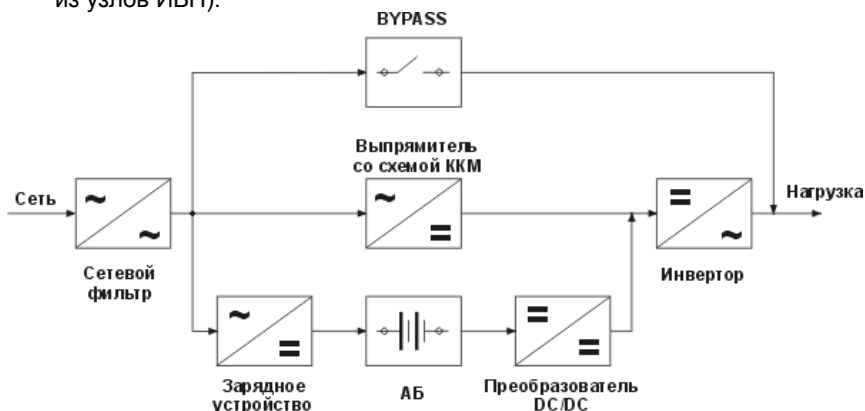 из узлов ИБП).
BYPASS
Выпрямитель
со схемой ККМ
Сеть
Нагрузка
Сетевой
фильтр
Инвертор
Зарядное
устройство
АБ
Преобразователь
DC/DC